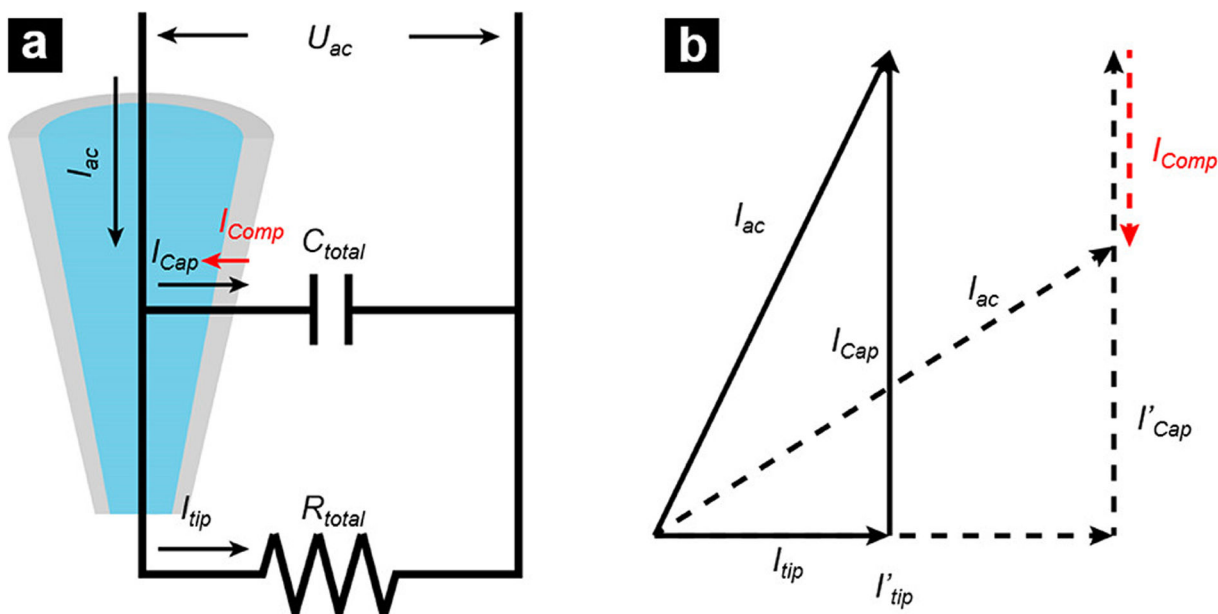 a
U_ac
I_ac
I_Comp
I_Cap
C_total
I_tip
R_total
b
I_Comp
I_ac
I_ac
I_Cap
I'_Cap
I_tip
I'_tip